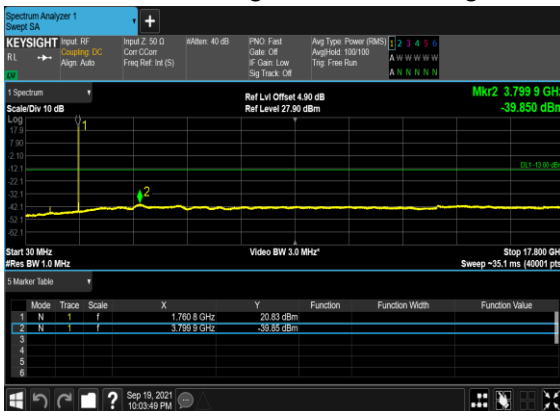 Spectrum Analyzer 1
Swept SA
KEYSIGHT Input: RF Input Z: 50 Ω #Atten: 40 dB PNO: Fast Avg Type: Power (RMS) 1 2 3 4 5 6
RL Coupling: DC Corr CCorr Gate: Off Avg|Hold: 100/100 A W W W W W
Align: Auto Freq Ref: Int (S) IF Gain: Low Trig: Free Run
LV Sig Track: Off A N N N N N
1 Spectrum Ref Lvl Offset 4.90 dB Mkr2 3.799 9 GHz
Scale/Div 10 dB Ref Level 27.90 dBm -39.850 dBm
Log
17.9 1
7.90
-2.10
-12.1 DL1 -13.00 dBm
-22.1
-32.1 2
-42.1
-52.1
-62.1
Start 30 MHz Video BW 3.0 MHz* Stop 17.800 GHz
#Res BW 1.0 MHz Sweep ~35.1 ms (40001 pts)
5 Marker Table
Mode Trace Scale X Y Function Function Width Function Value
1 N 1 f 1.760 8 GHz 20.83 dBm
2 N 1 f 3.799 9 GHz -39.85 dBm
3
4
5
6
? Sep 19, 2021
10:03:49 PM